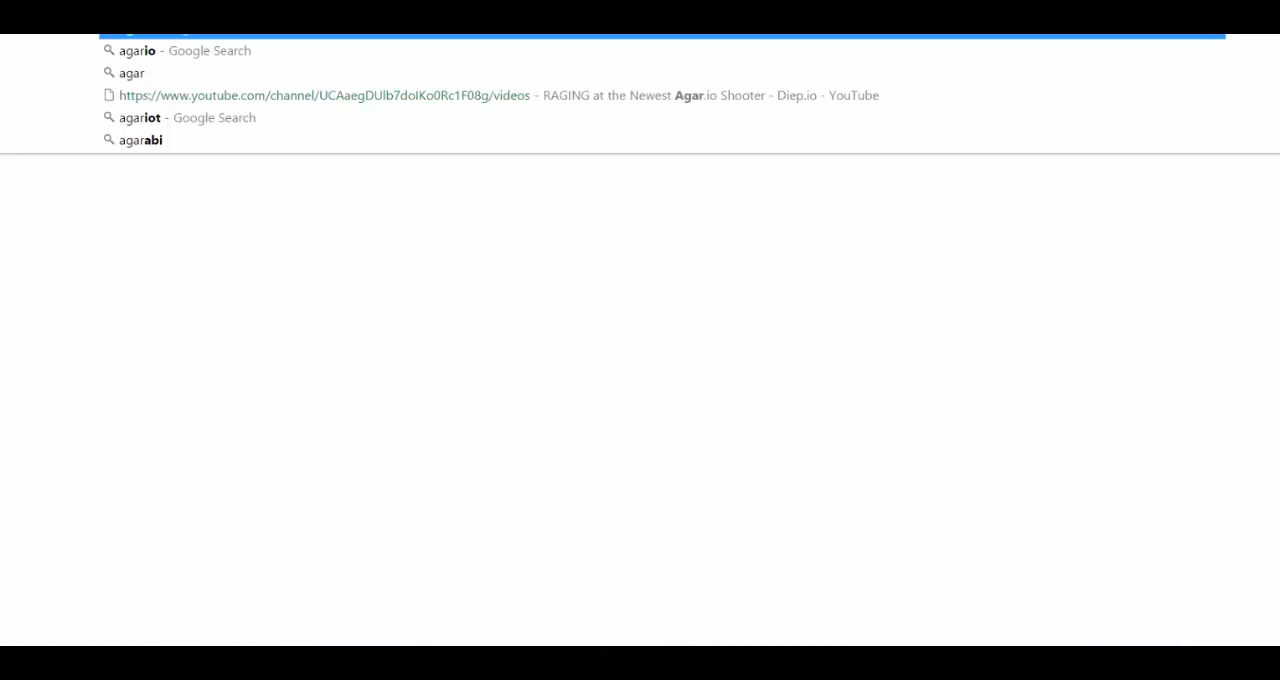 agario - Google Search
agar
https://www.youtube.com/channel/UCAaegDUlb7doIKo0Rc1F08g/videos - RAGING at the Newest Agar.io Shooter - Diep.io - YouTube
agariot - Google Search
agarabi